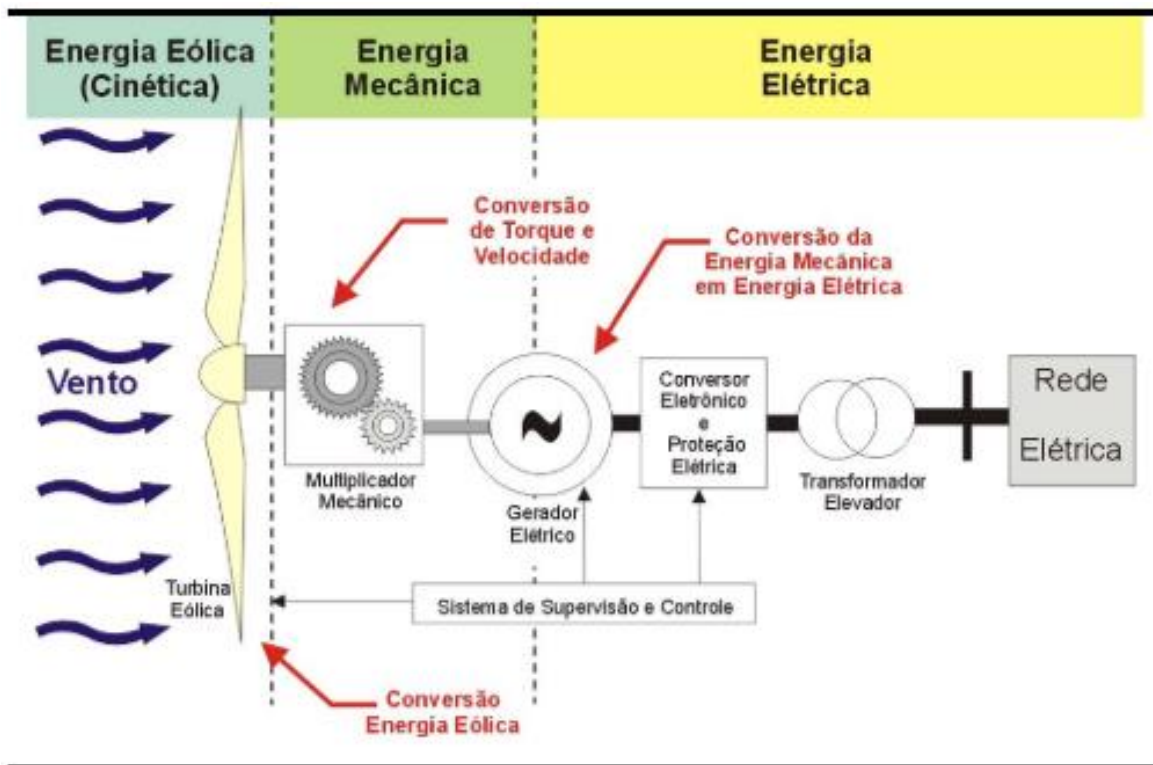 Energia Eólica
(Cinética)
Energia
Mecânica
Energia
Elétrica
Conversão
de Torque e
Velocidade
Conversão da
Energia Mecânica
em Energia Elétrica
Vento
Multiplicador
Mecânico
Gerador
Elétrico
Conversor
Eletrônico
e
Proteção
Elétrica
Transformador
Elevador
Rede
Elétrica
Turbina
Eólica
Sistema de Supervisão e Controle
Conversão
Energia Eólica